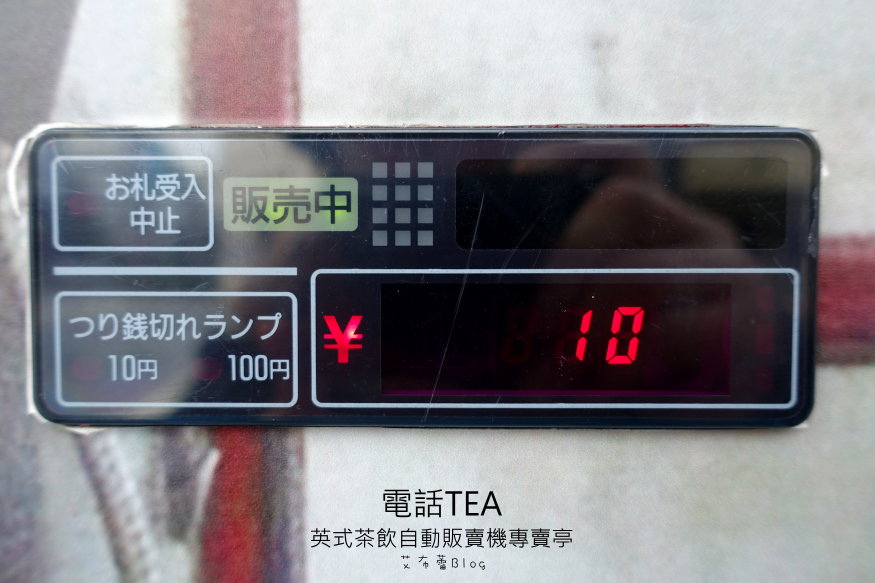 お札受入
中止
販売中
つり銭切れランプ
10円 100円
¥ 10
電話TEA
英式茶飲自動販賣機專賣亭
艾布蕾Blog